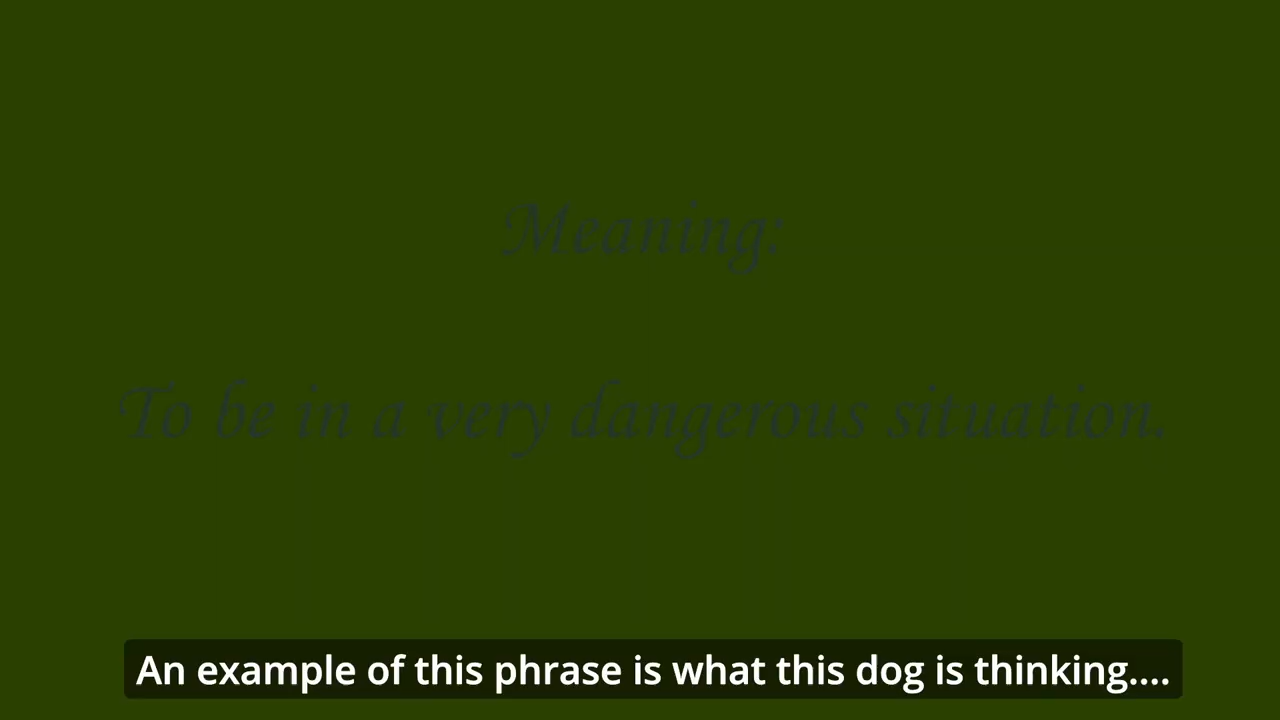 Meaning:
To be in a very dangerous situation.
An example of this phrase is what this dog is thinking....